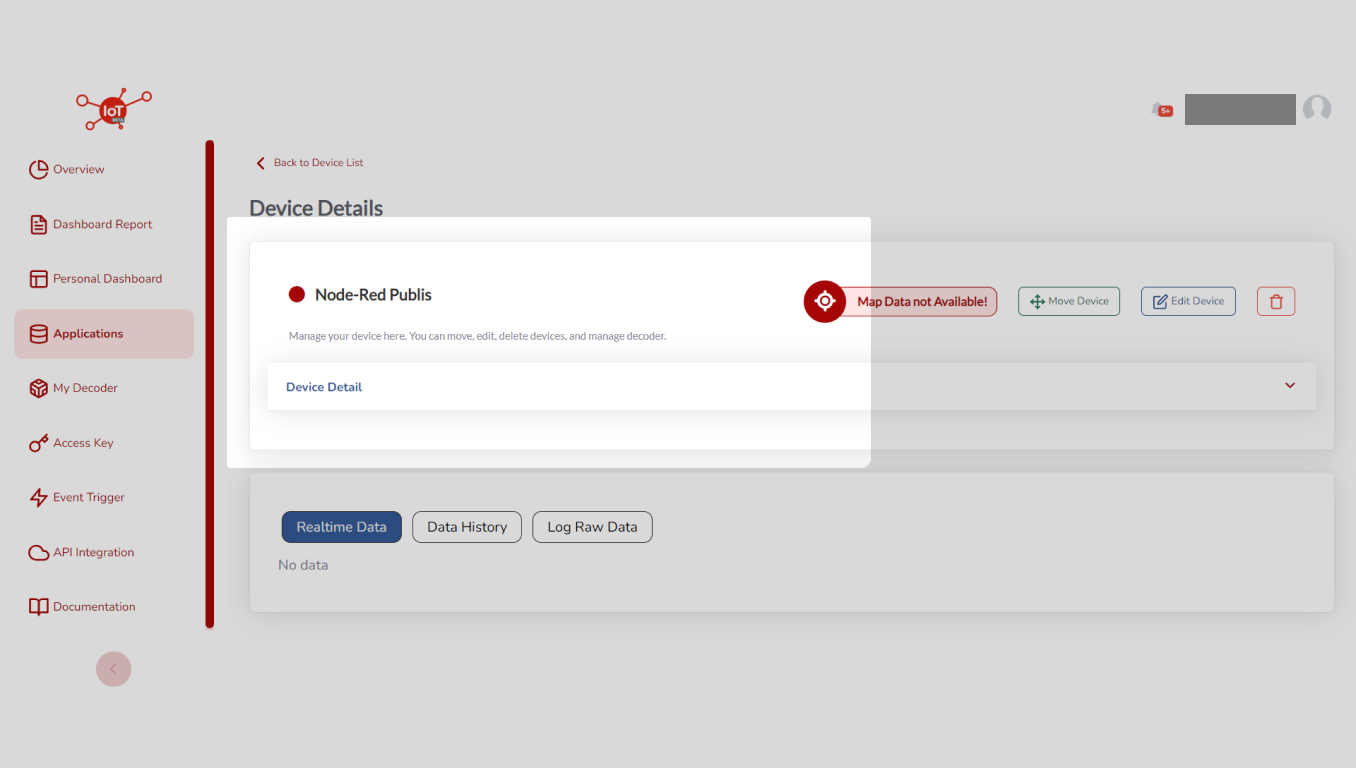 IoT
BETA
5+
Overview
Dashboard Report
Personal Dashboard
Applications
My Decoder
Access Key
Event Trigger
API Integration
Documentation
Back to Device List
Device Details
Node-Red Publis
Map Data not Available!
Move Device
Edit Device
Manage your device here. You can move, edit, delete devices, and manage decoder.
Device Detail
Realtime Data
Data History
Log Raw Data
No data